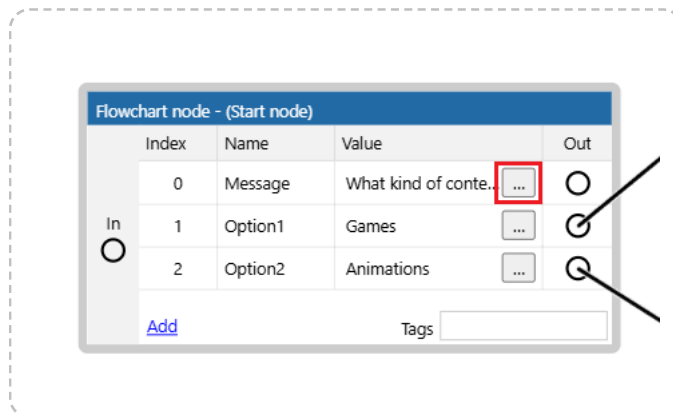 Flowchart node - (Start node)
Index Name Value Out
0 Message What kind of conte... ...
In
1 Option1 Games ...
2 Option2 Animations ...
Add Tags